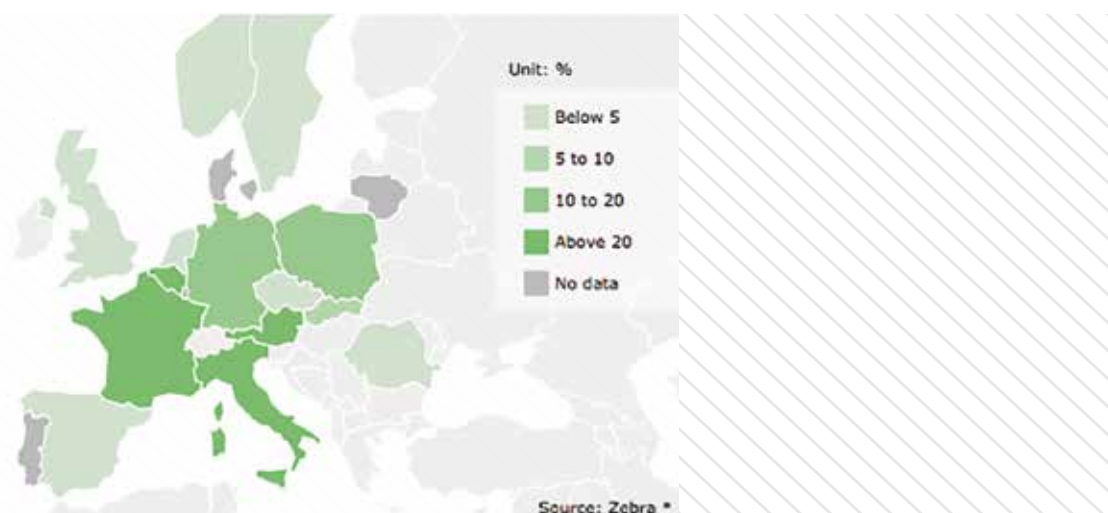 Unit: %
Below 5
5 to 10
10 to 20
Above 20
No data
Source: Zebra *